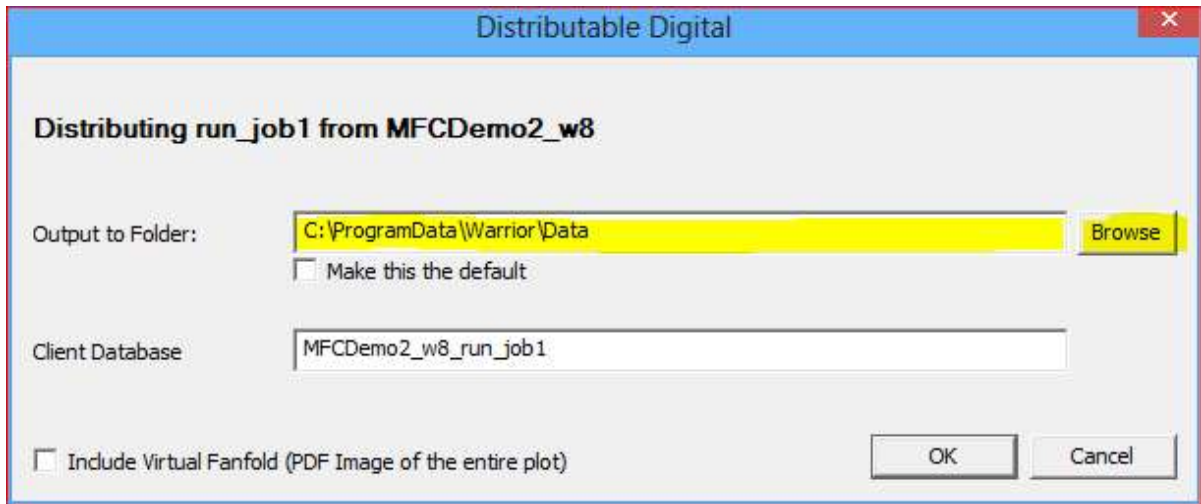 Distributable Digital
Distributing run_job1 from MFCDemo2_w8
Output to Folder: C:\ProgramData\Warrior\Data Browse
Make this the default
Client Database MFCDemo2_w8_run_job1
Include Virtual Fanfold (PDF Image of the entire plot) OK Cancel